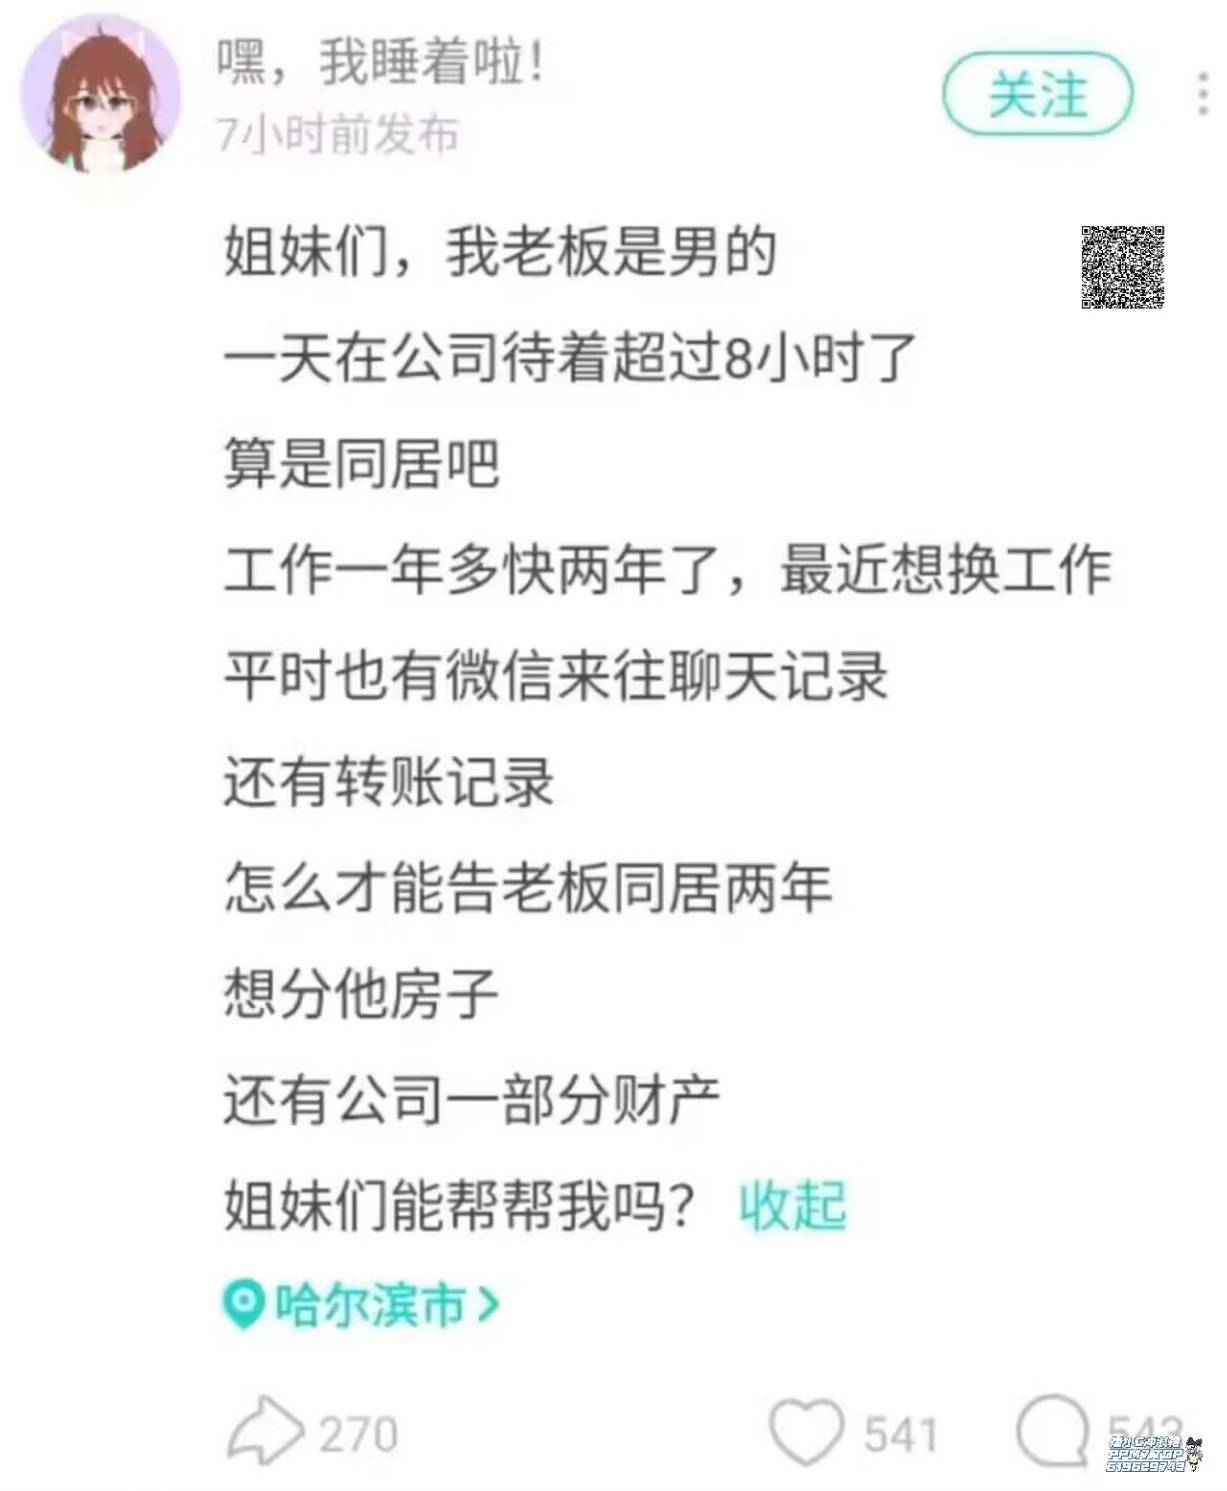 嘿，我睡着啦！
7小时前发布
关注
姐妹们，我老板是男的
一天在公司待着超过8小时了
算是同居吧
工作一年多快两年了，最近想换工作
平时也有微信来往聊天记录
还有转账记录
怎么才能告老板同居两年
想分他房子
还有公司一部分财产
姐妹们能帮帮我吗？ 收起
哈尔滨市
270
541
543
PPM7.TOP
619629743